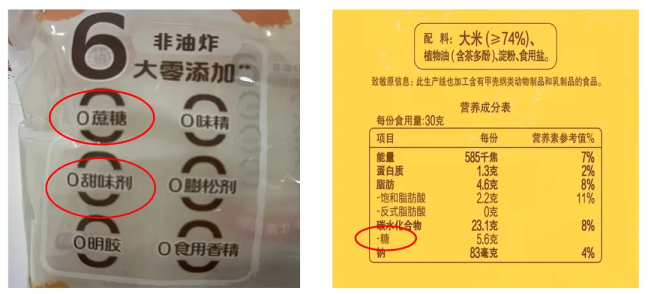 6
非油炸
大零添加**
0蔗糖
0味精
0甜味剂
0膨松剂
0明胶
0食用香精
配 料：大米（≥74%）、
植物油（含茶多酚）、淀粉、食用盐。
致敏原信息：此生产线也加工含有甲壳纲类动物制品和乳制品的食品。
营养成分表
每份食用量:30克
项目 每份 营养素参考值%
能量 585千焦 7%
蛋白质 1.3克 2%
脂肪 4.6克 8%
-饱和脂肪酸 2.2克 11%
-反式脂肪酸 0克
碳水化合物 23.1克 8%
-糖 5.6克
钠 83毫克 4%